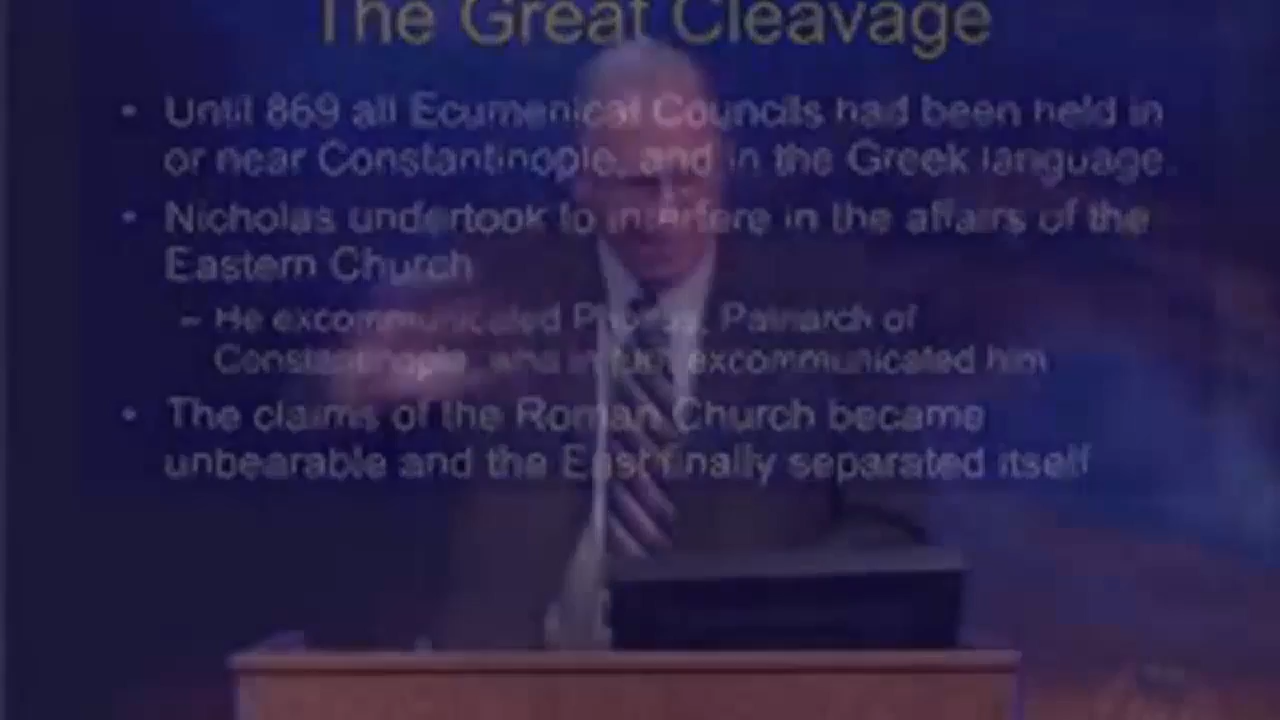 The Great Cleavage
• Until 869 all Ecumenical Councils had been held in
or near Constantinople, and in the Greek language.
• Nicholas undertook to interfere in the affairs of the
Eastern Church
– He excommunicated Photius, Patriarch of
Constantinople, who in turn excommunicated him
• The claims of the Roman Church became
unbearable and the East finally separated itself